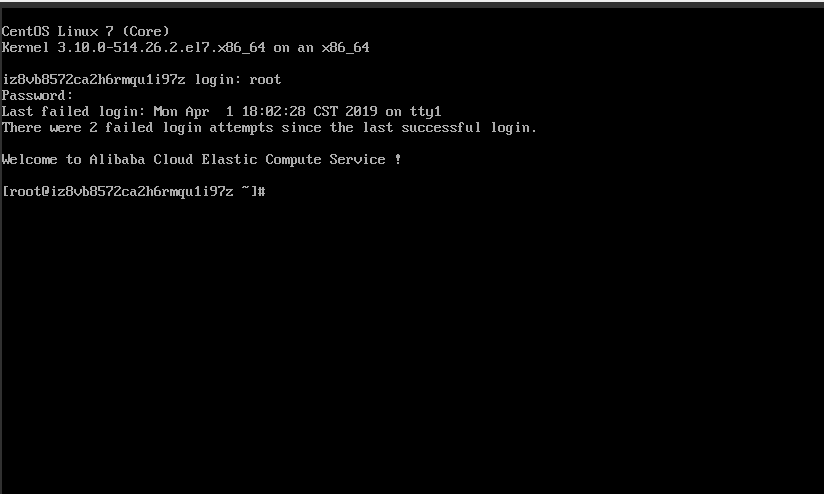 CentOS Linux 7 (Core)
Kernel 3.10.0-514.26.2.el7.x86_64 on an x86_64
iz8vb8572ca2h6rmqu1i97z login: root
Password:
Last failed login: Mon Apr  1 18:02:28 CST 2019 on tty1
There were 2 failed login attempts since the last successful login.
Welcome to Alibaba Cloud Elastic Compute Service !
[root@iz8vb8572ca2h6rmqu1i97z ~]#